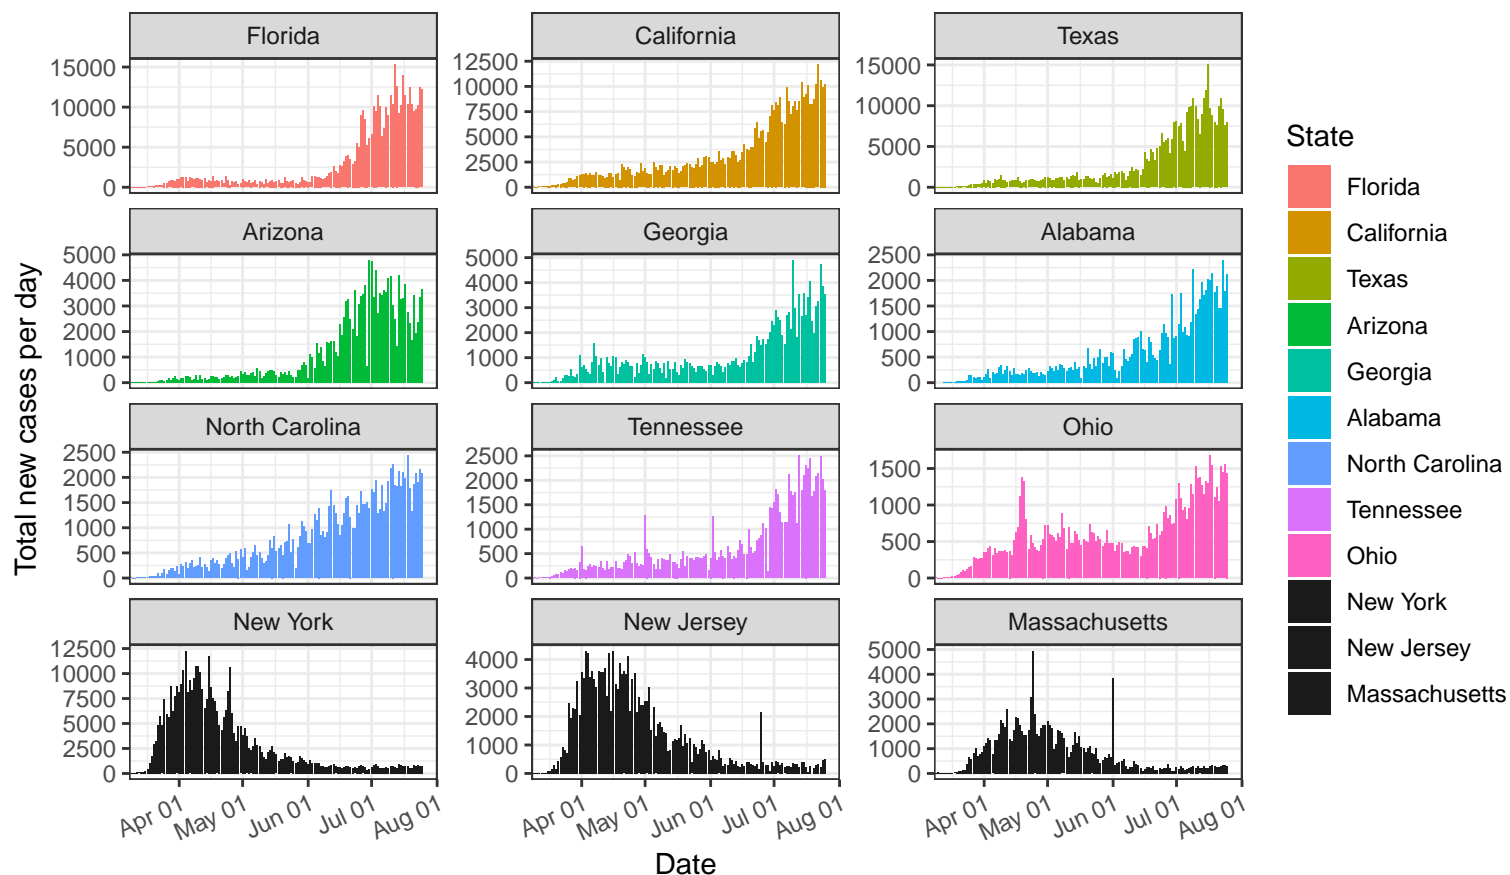 Florida
California
Texas
15000
10000
5000
0
12500
10000
7500
5000
2500
0
15000
10000
5000
0
Arizona
Georgia
Alabama
5000
4000
3000
2000
1000
0
5000
4000
3000
2000
1000
0
2500
2000
1500
1000
500
0
North Carolina
Tennessee
Ohio
2500
2000
1500
1000
500
0
2500
2000
1500
1000
500
0
1500
1000
500
0
New York
New Jersey
Massachusetts
12500
10000
7500
5000
2500
0
4000
3000
2000
1000
0
5000
4000
3000
2000
1000
0
Apr 01
May 01
Jun 01
Jul 01
Aug 01
Apr 01
May 01
Jun 01
Jul 01
Aug 01
Apr 01
May 01
Jun 01
Jul 01
Aug 01
Total new cases per day
Date
State
Florida
California
Texas
Arizona
Georgia
Alabama
North Carolina
Tennessee
Ohio
New York
New Jersey
Massachusetts